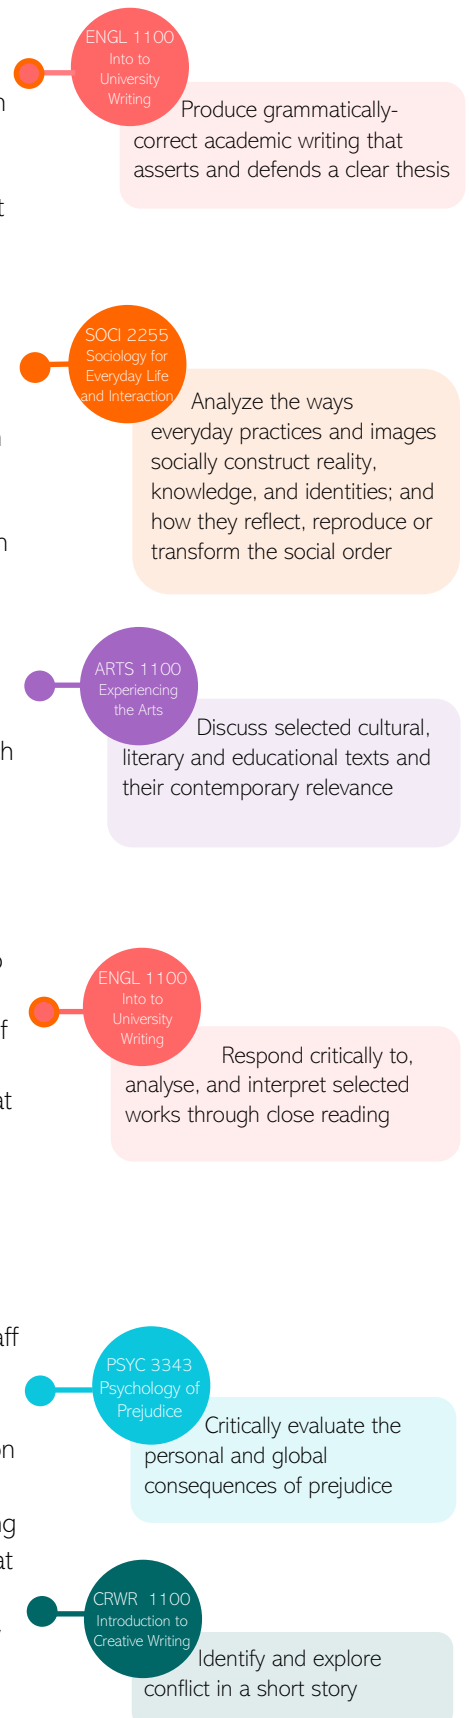 ENGL 1100
Into to
University
Writing
n
Produce grammatically-
correct academic writing that
asserts and defends a clear thesis
t
SOCI 2255
Sociology for
Everyday Life
and Interaction
Analyze the ways
everyday practices and images
socially construct reality,
knowledge, and identities; and
how they reflect, reproduce or
transform the social order
n
ARTS 1100
Experiencing
the Arts
Discuss selected cultural,
literary and educational texts and
their contemporary relevance
h
ENGL 1100
Into to
University
Writing
f
Respond critically to,
analyse, and interpret selected
works through close reading
at
aff
PSYC 3343
Psychology of
Prejudice
Critically evaluate the
personal and global
consequences of prejudice
on
ng
at
CRWR 1100
Introduction to
Creative Writing
Identify and explore
conflict in a short story